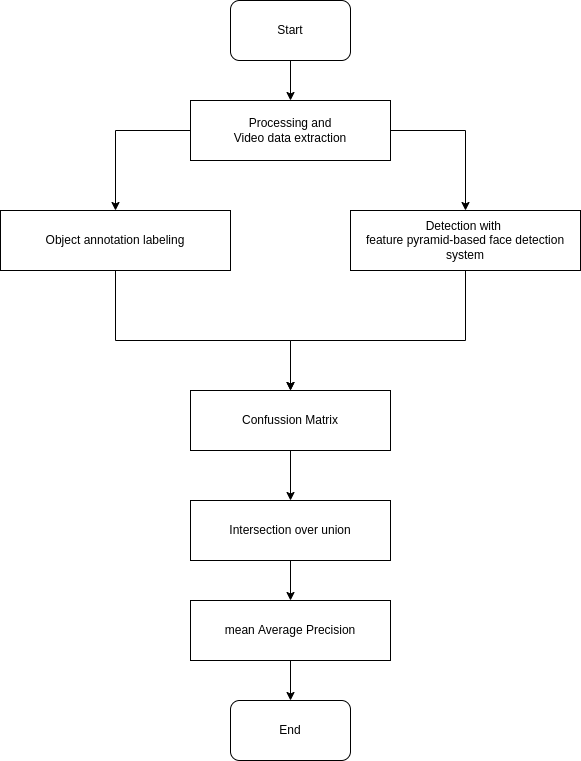 Start
Processing and
Video data extraction
Object annotation labeling
Detection with
feature pyramid-based face detection
system
Confussion Matrix
Intersection over union
mean Average Precision
End